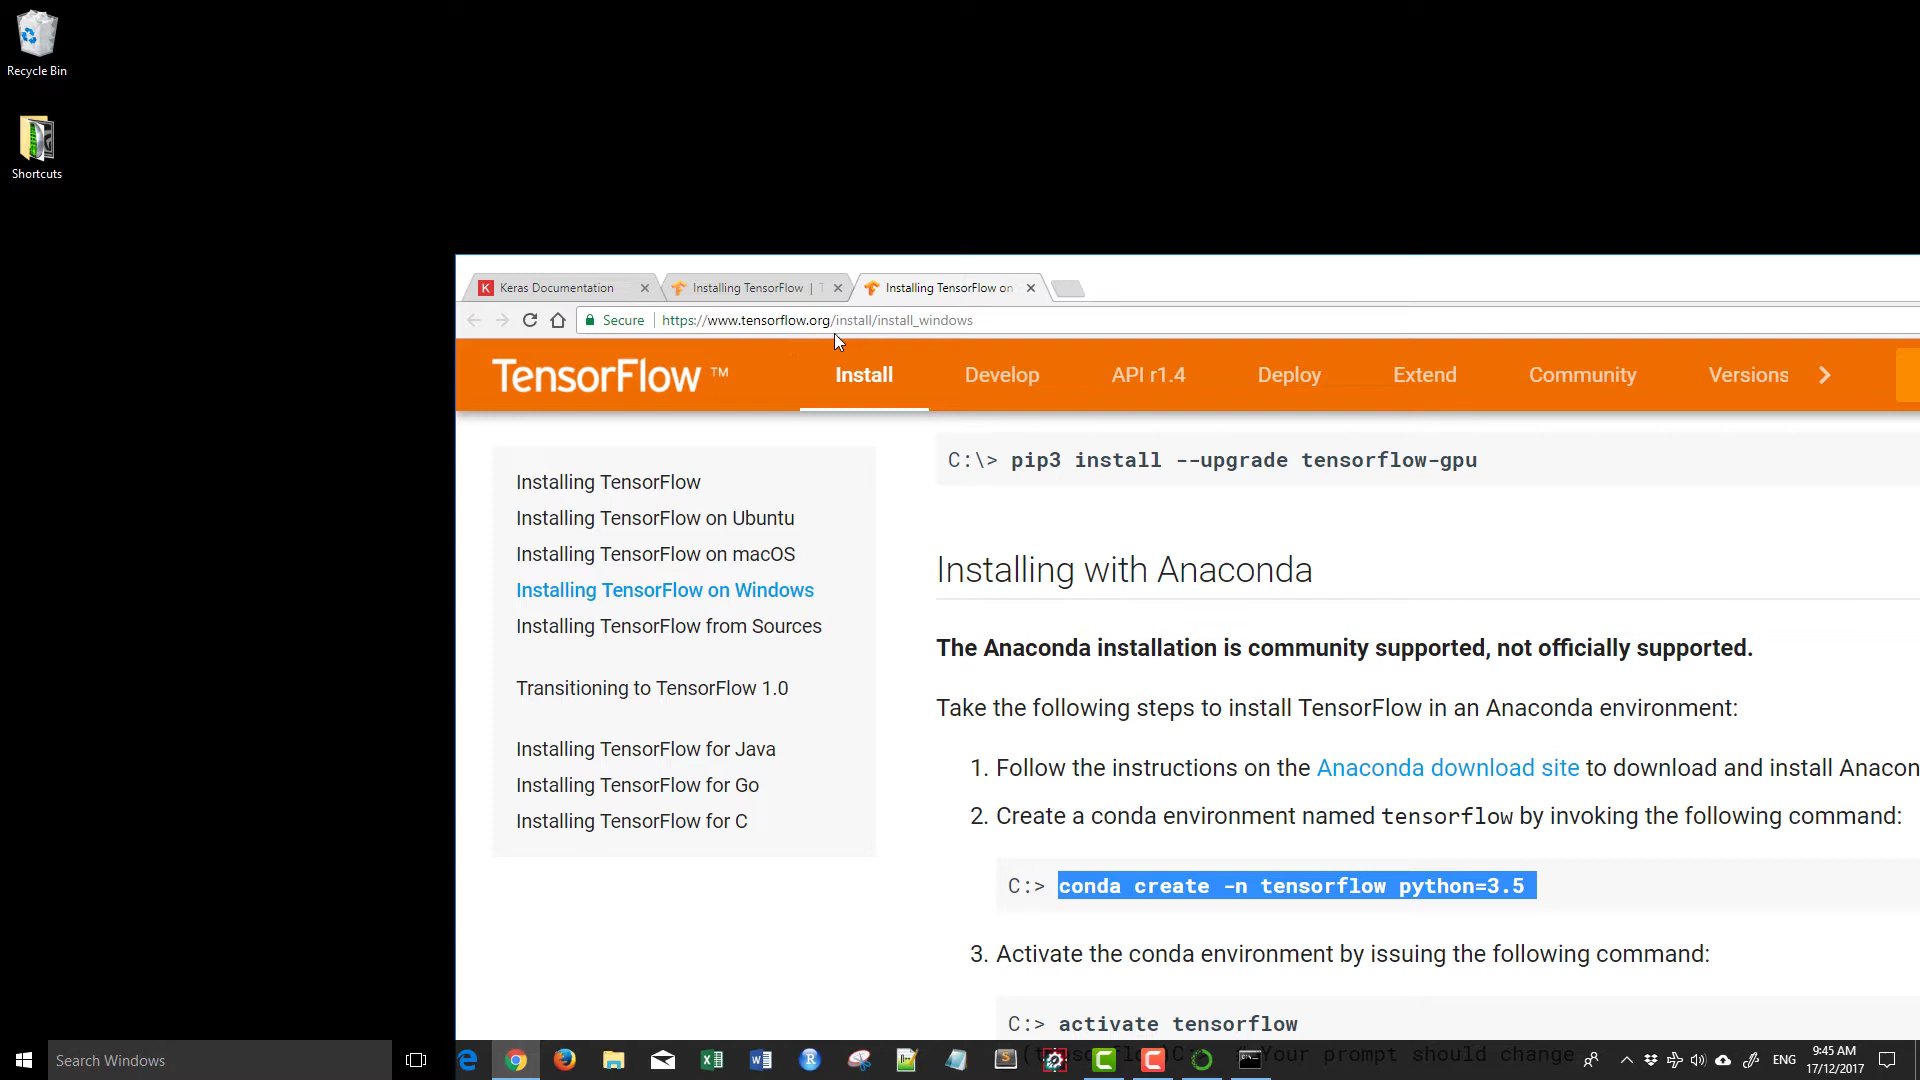 Recycle Bin
Shortcuts
Keras Documentation
Installing TensorFlow |
Installing TensorFlow on
Secure
https://www.tensorflow.org/install/install_windows
TensorFlow™
Install
Develop
API r1.4
Deploy
Extend
Community
Versions
Installing TensorFlow
Installing TensorFlow on Ubuntu
Installing TensorFlow on macOS
Installing TensorFlow on Windows
Installing TensorFlow from Sources
Transitioning to TensorFlow 1.0
Installing TensorFlow for Java
Installing TensorFlow for Go
Installing TensorFlow for C
C:\> pip3 install --upgrade tensorflow-gpu
Installing with Anaconda
The Anaconda installation is community supported, not officially supported.
Take the following steps to install TensorFlow in an Anaconda environment:
1. Follow the instructions on the Anaconda download site to download and install Anacon
2. Create a conda environment named tensorflow by invoking the following command:
C:> conda create -n tensorflow python=3.5
3. Activate the conda environment by issuing the following command:
C:> activate tensorflow
Your prompt should change
Search Windows
ENG
9:45 AM
17/12/2017